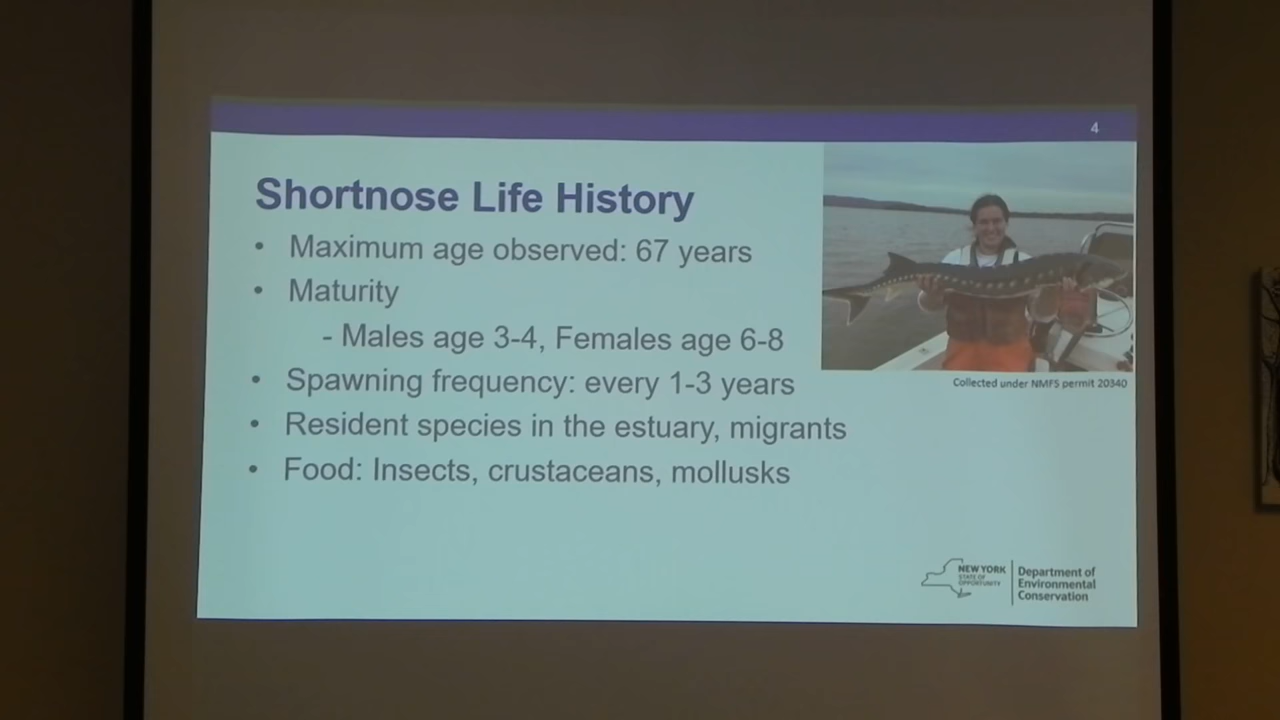 4
Shortnose Life History
• Maximum age observed: 67 years
• Maturity
- Males age 3-4, Females age 6-8
• Spawning frequency: every 1-3 years
• Resident species in the estuary, migrants
• Food: Insects, crustaceans, mollusks
Collected under NMFS permit 20340
NEW YORK
STATE OF
OPPORTUNITY
Department of
Environmental
Conservation